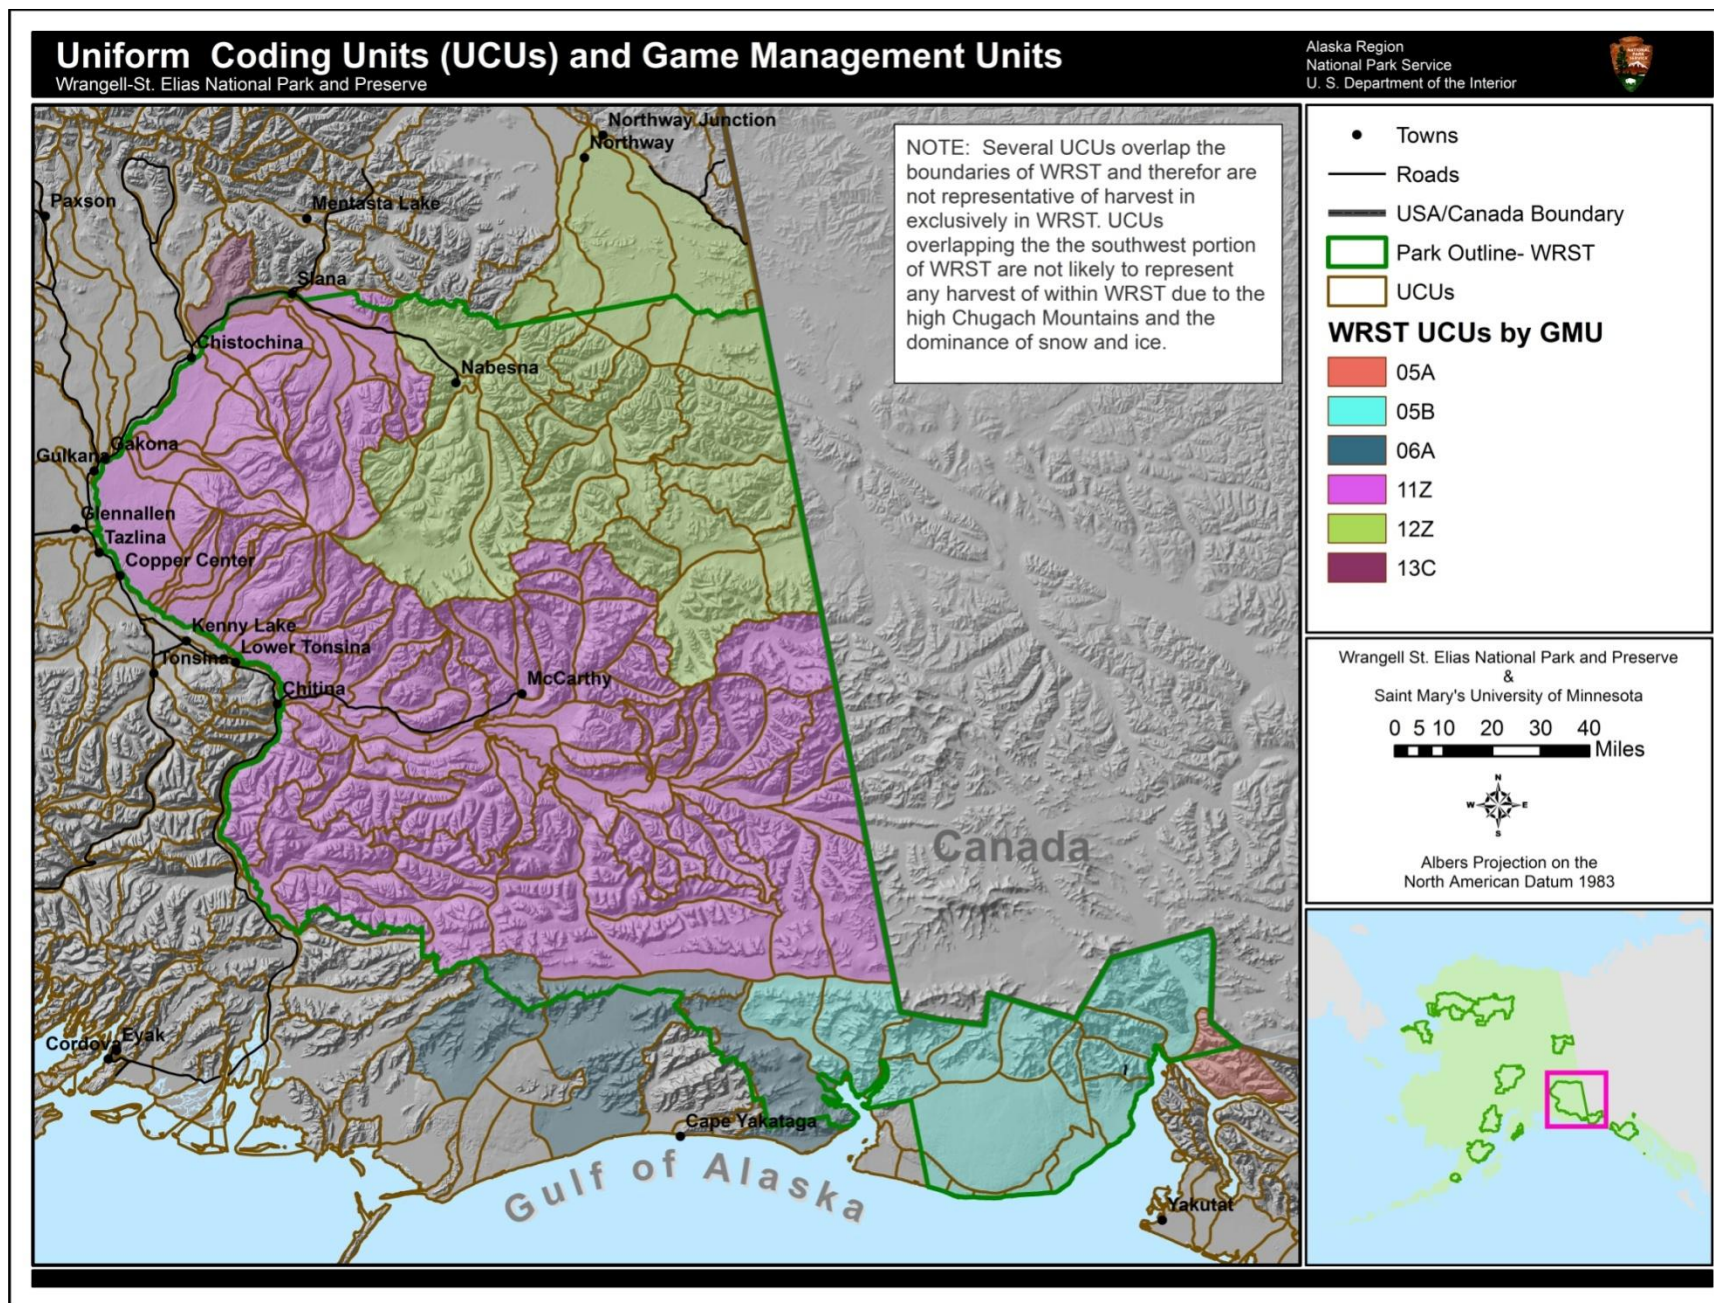 Uniform  Coding Units (UCUs) and Game Management Units
Wrangell-St. Elias National Park and Preserve
Alaska Region
National Park Service
U. S. Department of the Interior
NATIONAL
PARK
SERVICE
Northway Junction
Northway
Paxson
Mentasta Lake
Slana
Chistochina
Nabesna
Gakona
Gulkana
Glennallen
Tazlina
Copper Center
Kenny Lake
Lower Tonsina
Tonsina
Chitina
McCarthy
Canada
Eyak
Cordova
Cape Yakataga
Gulf of Alaska
Yakutat
NOTE:  Several UCUs overlap the
boundaries of WRST and therefor are
not representative of harvest in
exclusively in WRST. UCUs
overlapping the the southwest portion
of WRST are not likely to represent
any harvest of within WRST due to the
high Chugach Mountains and the
dominance of snow and ice.
Towns
Roads
USA/Canada Boundary
Park Outline- WRST
UCUs
WRST UCUs by GMU
05A
05B
06A
11Z
12Z
13C
Wrangell St. Elias National Park and Preserve
&
Saint Mary's University of Minnesota
0 5 10 20 30 40
Miles
N
W E
S
Albers Projection on the
North American Datum 1983